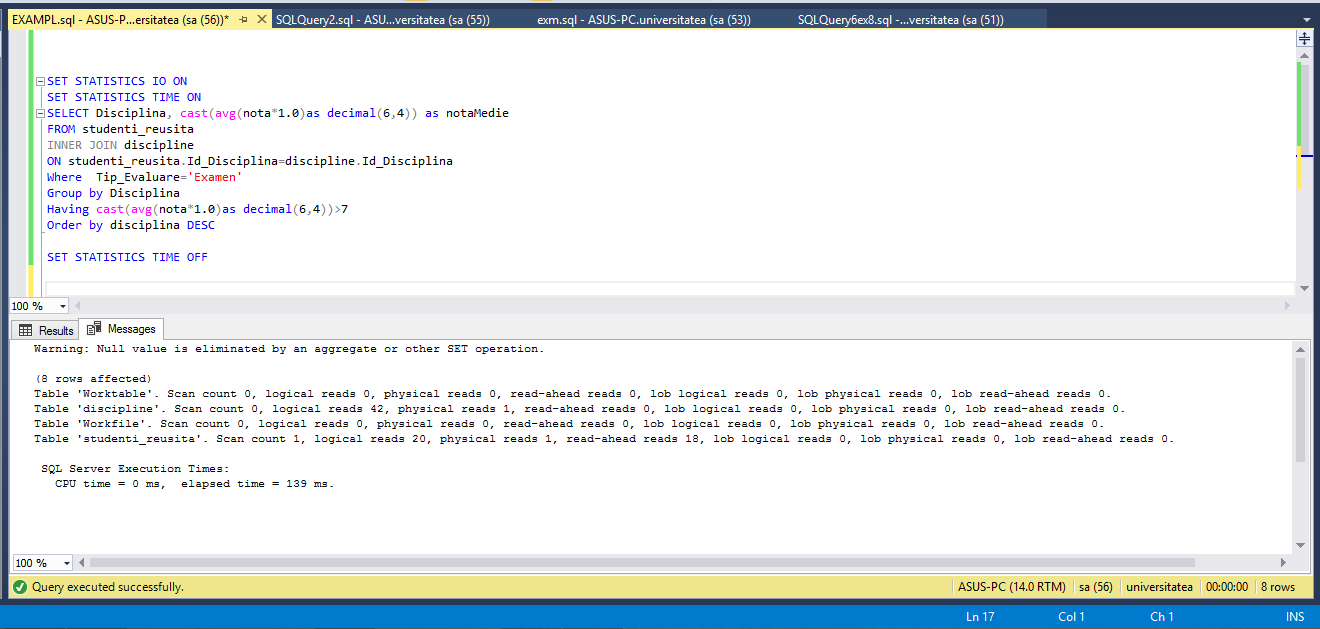 EXAMPL.sql - ASUS-P...ersitatea (sa (56))* SQLQuery2.sql - ASU...versitatea (sa (55)) exm.sql - ASUS-PC.universitatea (sa (53)) SQLQuery6ex8.sql -...versitatea (sa (51))
SET STATISTICS IO ON
SET STATISTICS TIME ON
SELECT Disciplina, cast(avg(nota*1.0)as decimal(6,4)) as notaMedie
FROM studenti_reusita
INNER JOIN discipline
ON studenti_reusita.Id_Disciplina=discipline.Id_Disciplina
Where  Tip_Evaluare='Examen'
Group by Disciplina
Having cast(avg(nota*1.0)as decimal(6,4))>7
Order by disciplina DESC
SET STATISTICS TIME OFF
100 %
Results Messages
Warning: Null value is eliminated by an aggregate or other SET operation.
(8 rows affected)
Table 'Worktable'. Scan count 0, logical reads 0, physical reads 0, read-ahead reads 0, lob logical reads 0, lob physical reads 0, lob read-ahead reads 0.
Table 'discipline'. Scan count 0, logical reads 42, physical reads 1, read-ahead reads 0, lob logical reads 0, lob physical reads 0, lob read-ahead reads 0.
Table 'Workfile'. Scan count 0, logical reads 0, physical reads 0, read-ahead reads 0, lob logical reads 0, lob physical reads 0, lob read-ahead reads 0.
Table 'studenti_reusita'. Scan count 1, logical reads 20, physical reads 1, read-ahead reads 18, lob logical reads 0, lob physical reads 0, lob read-ahead reads 0.
SQL Server Execution Times:
CPU time = 0 ms,  elapsed time = 139 ms.
100 %
Query executed successfully. ASUS-PC (14.0 RTM) sa (56) universitatea 00:00:00 8 rows
Ln 17 Col 1 Ch 1 INS